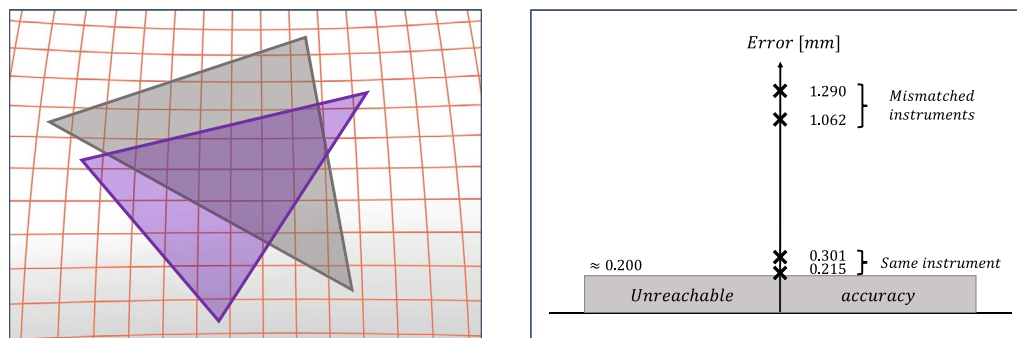 Error [mm]
1.290
1.062
Mismatched
instruments
≈ 0.200
0.301
0.215
Same instrument
Unreachable accuracy